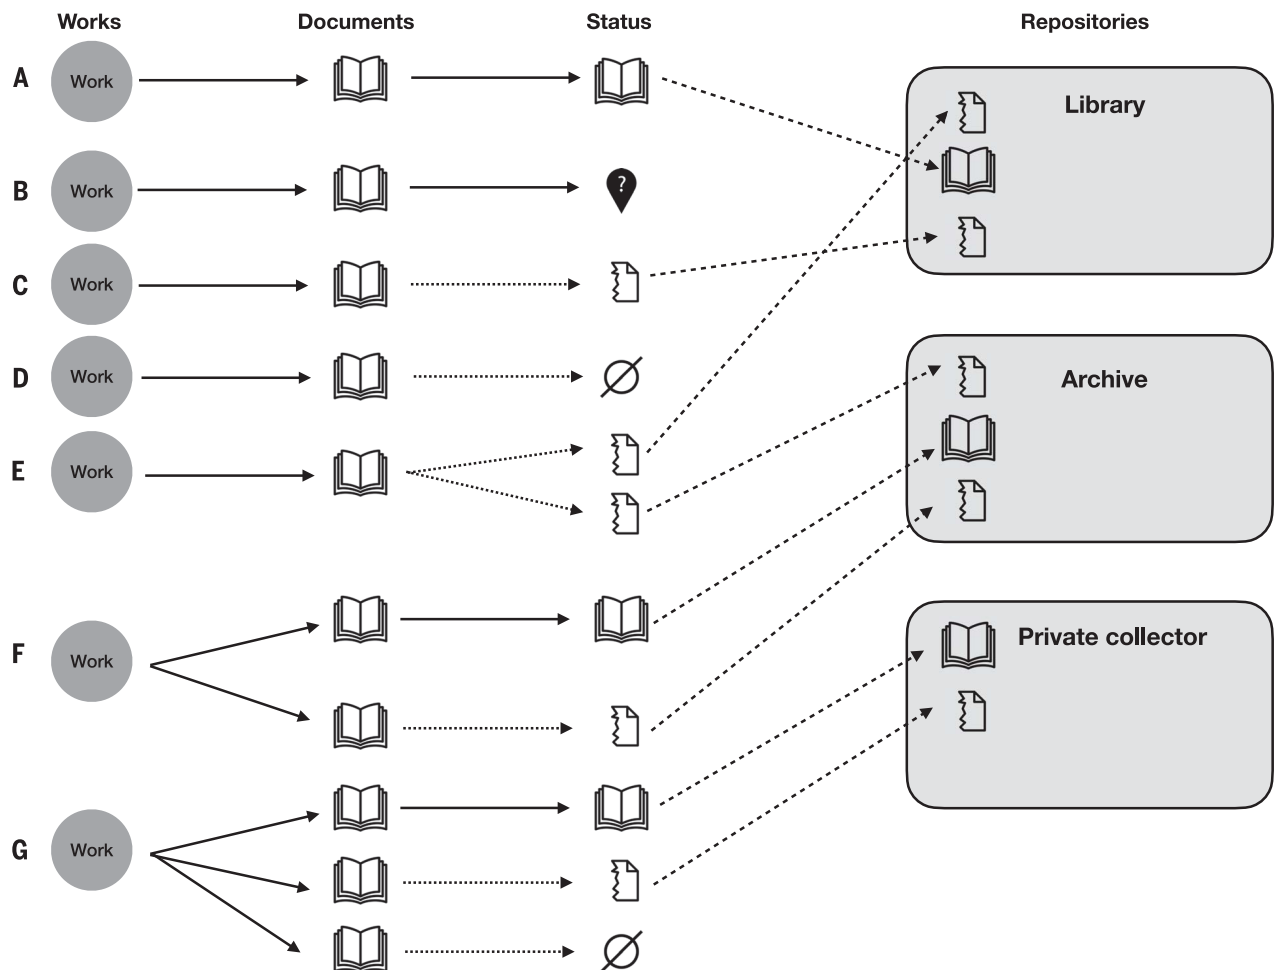 Works Documents Status Repositories
A Work
Library
B Work ?
C Work
D Work
Archive
E Work
F Work
Private collector
G Work